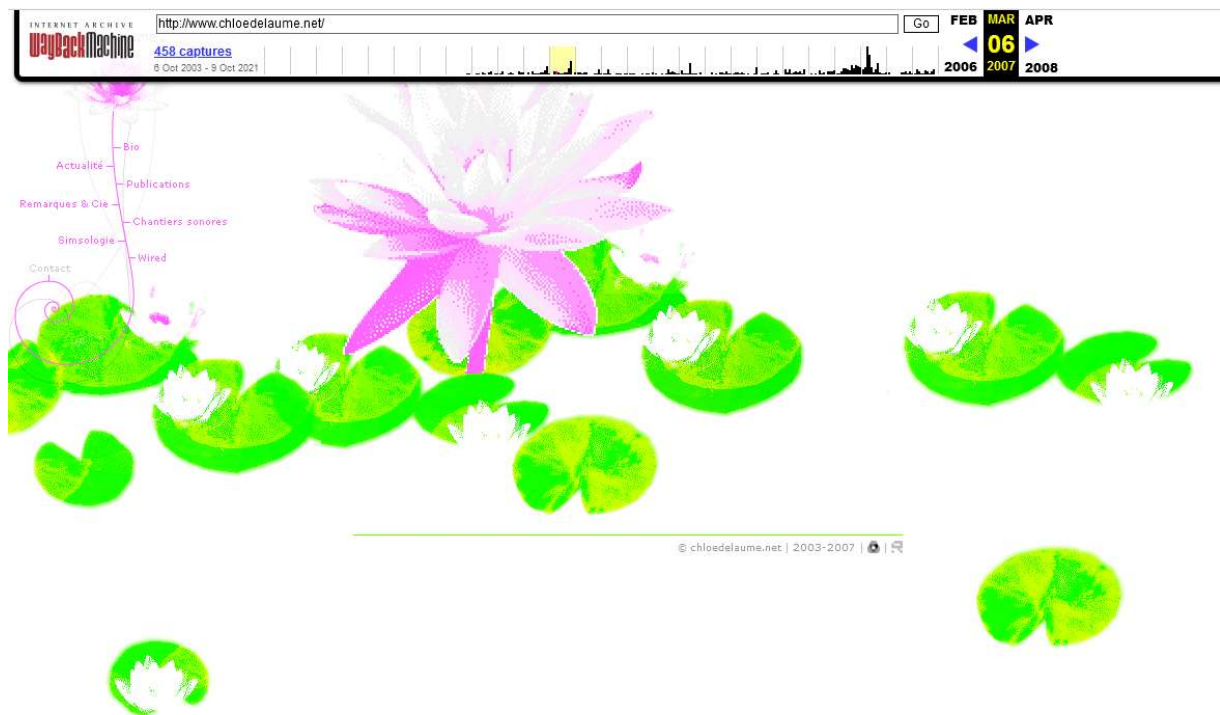 INTERNET ARCHIVE
WayBackMachine
http://www.chloedelaume.net/
Go
458 captures
6 Oct 2003 - 9 Oct 2021
FEB MAR APR
06
2006 2007 2008
Bio
Actualité
Publications
Remarques & Cie
Chantiers sonores
Simsologie
Wired
Contact
© chloedelaume.net | 2003-2007 | |